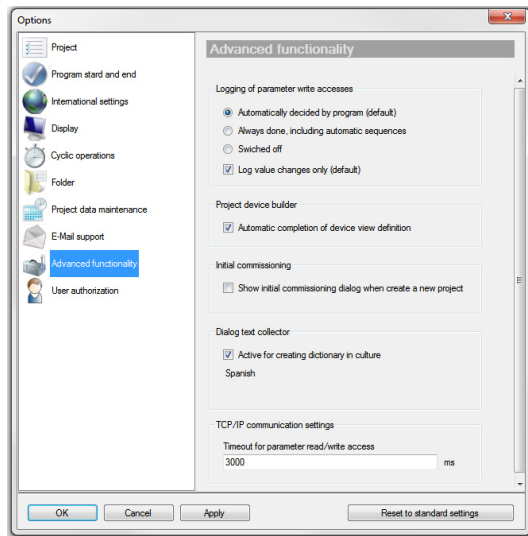 Options
Project
Program stard and end
International settings
Display
Cyclic operations
Folder
Project data maintenance
E-Mail support
Advanced functionality
User authorization
Advanced functionality
Logging of parameter write accesses
Automatically decided by program (default)
Always done, including automatic sequences
Swiched off
Log value changes only (default)
Project device builder
Automatic completion of device view definition
Initial commissioning
Show initial commissioning dialog when create a new project
Dialog text collector
Active for creating dictionary in culture
Spanish
TCP/IP communication settings
Timeout for parameter read/write access
3000 ms
OK Cancel Apply Reset to standard settings